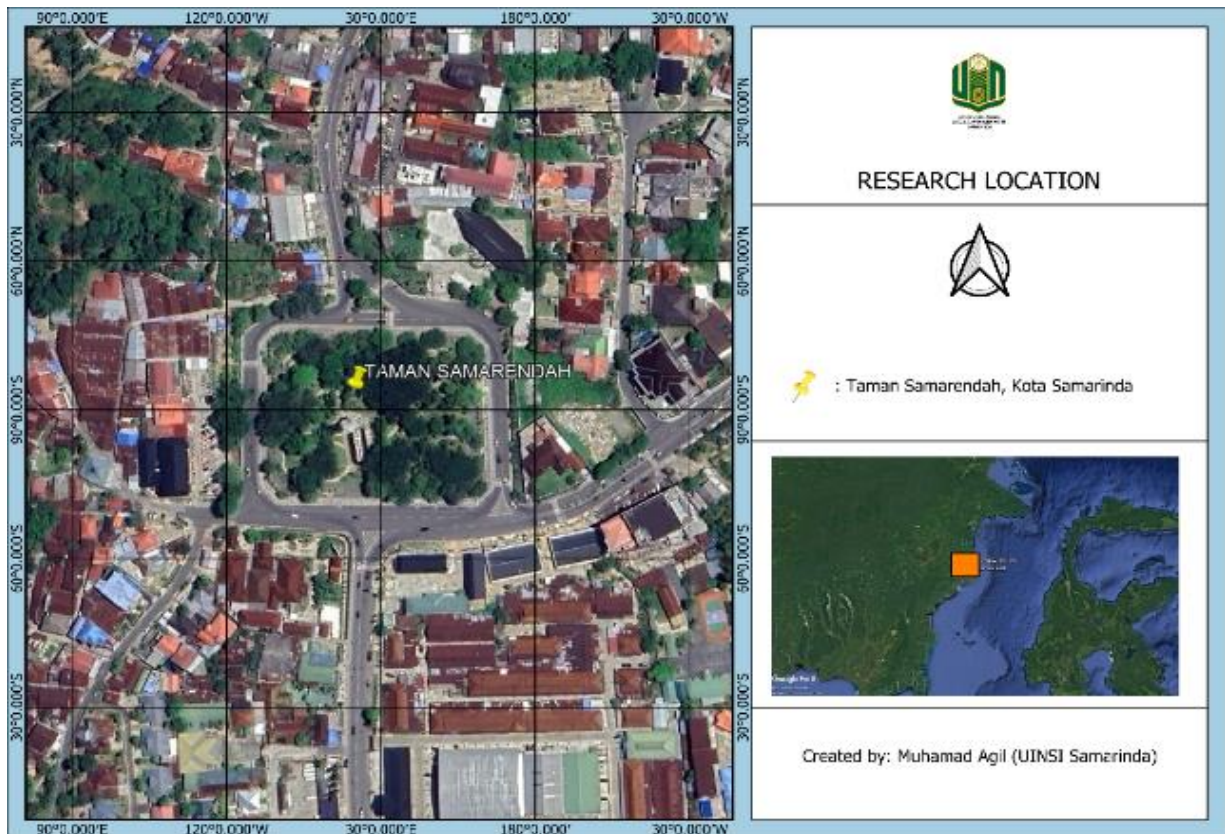 90°0.000'E 120°0.000'W 30°0.000'E 180°0.000' 30°0.000'W
30°0.000'N
60°0.000'N
90°0.000'S
60°0.000'S
30°0.000'S
TAMAN SAMARENDAH
30°0.000'N
60°0.000'N
90°0.000'S
60°0.000'S
30°0.000'S
90°0.000'E 120°0.000'W 30°0.000'E 180°0.000' 30°0.000'W
UIN
RESEARCH LOCATION
: Taman Samarendah, Kota Samarinda
Google
Created by: Muhamad Agil (UINSI Samarinda)